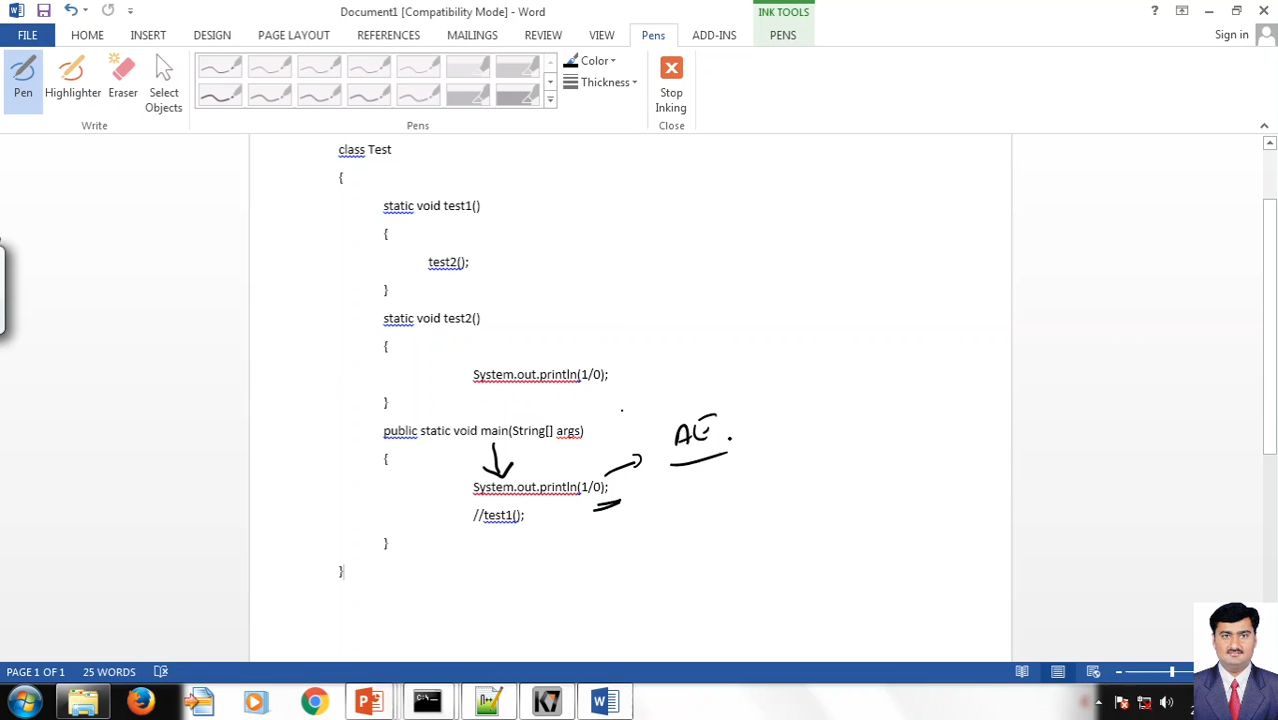 Document1 [Compatibility Mode] - Word
INK TOOLS
?
FILE HOME INSERT DESIGN PAGE LAYOUT REFERENCES MAILINGS REVIEW VIEW Pens ADD-INS PENS
Sign in
Pen Highlighter Eraser Select Objects
Color
Thickness
Stop Inking
Write Pens Close
class Test
{
static void test1()
{
test2();
}
static void test2()
{
System.out.println(1/0);
}
public static void main(String[] args)
AE.
{
System.out.println(1/0);
//test1();
}
}
PAGE 1 OF 1 25 WORDS